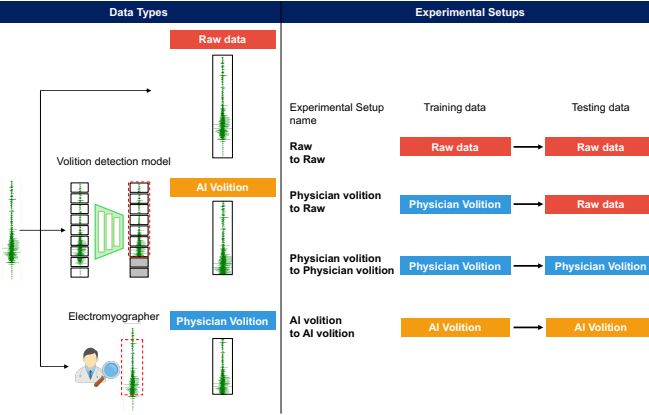 Data Types
Experimental Setups
Raw data
Volition detection model
AI Volition
Electromyographer
Physician Volition
Experimental Setup
name
Training data
Testing data
Raw
to Raw
Raw data
Raw data
Physician volition
to Raw
Physician Volition
Raw data
Physician volition
to Physician volition
Physician Volition
Physician Volition
AI volition
to AI volition
AI Volition
AI Volition